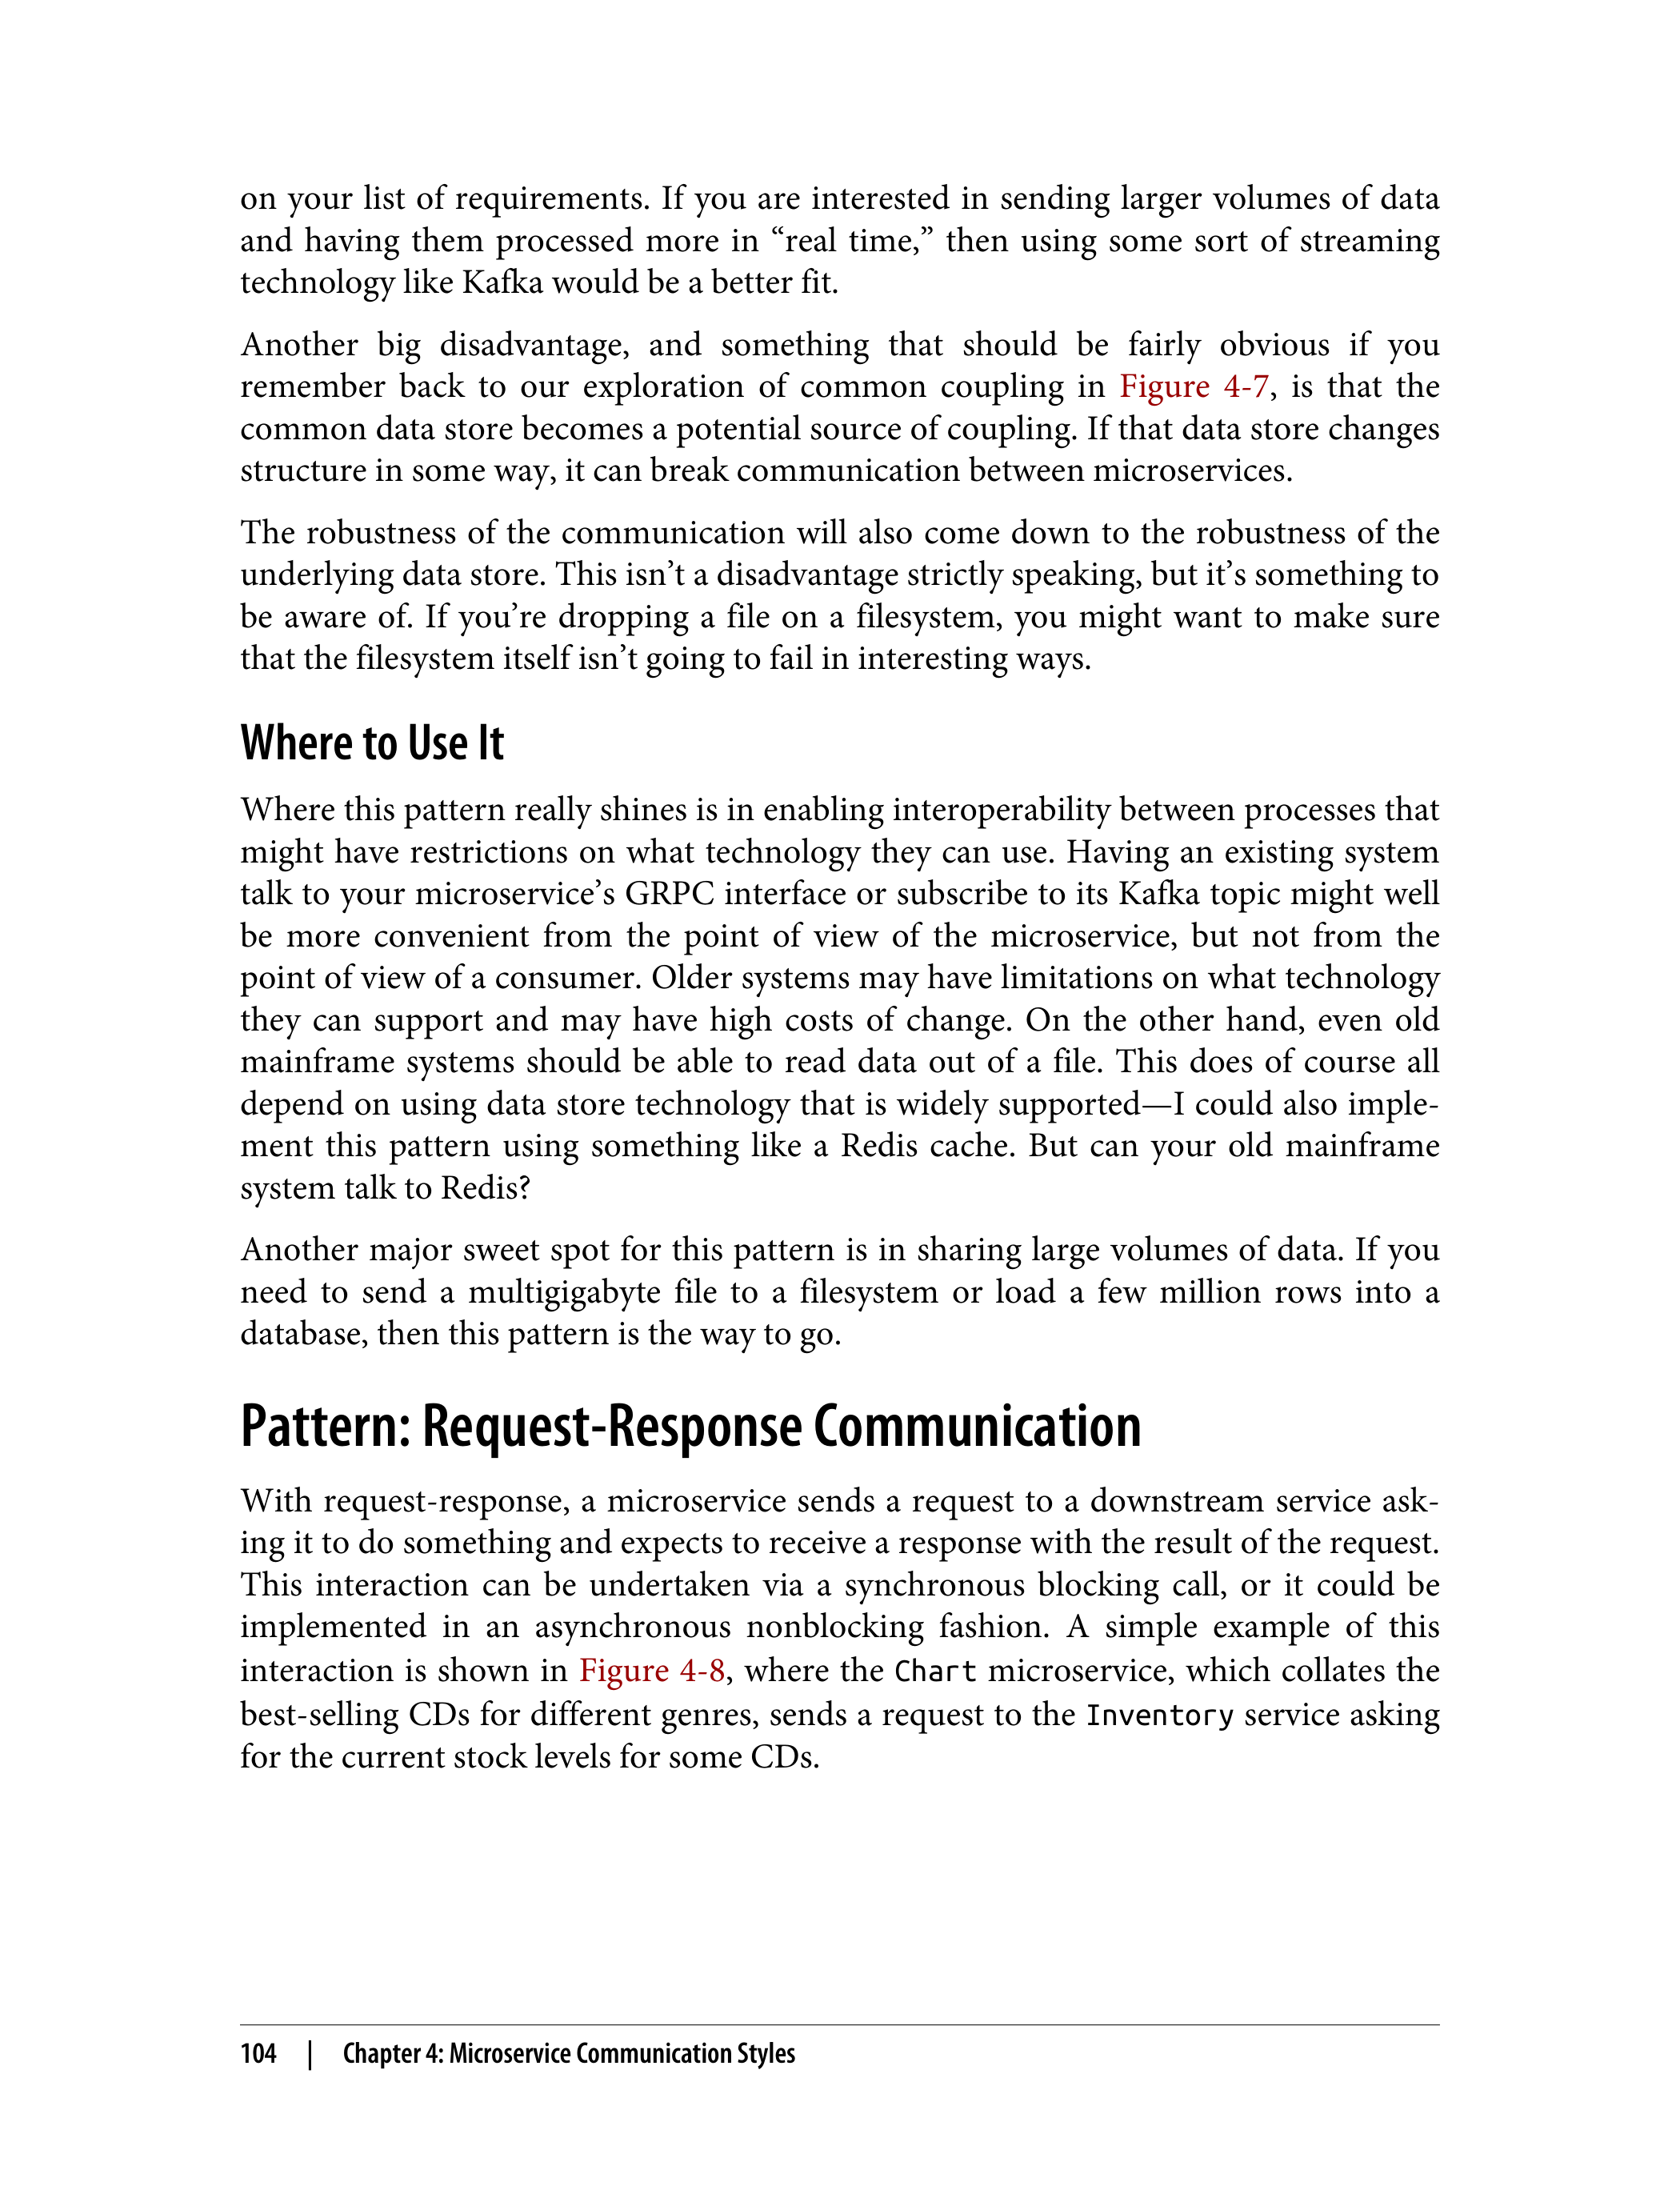 on your list of requirements. If you are interested in sending larger volumes of data
and having them processed more in “real time,” then using some sort of streaming
technology like Kafka would be a better fit.
Another big disadvantage, and something that should be fairly obvious if you
remember back to our exploration of common coupling in Figure 4-7, is that the
common data store becomes a potential source of coupling. If that data store changes
structure in some way, it can break communication between microservices.
The robustness of the communication will also come down to the robustness of the
underlying data store. This isn’t a disadvantage strictly speaking, but it’s something to
be aware of. If you’re dropping a file on a filesystem, you might want to make sure
that the filesystem itself isn’t going to fail in interesting ways.
Where to Use It
Where this pattern really shines is in enabling interoperability between processes that
might have restrictions on what technology they can use. Having an existing system
talk to your microservice’s GRPC interface or subscribe to its Kafka topic might well
be more convenient from the point of view of the microservice, but not from the
point of view of a consumer. Older systems may have limitations on what technology
they can support and may have high costs of change. On the other hand, even old
mainframe systems should be able to read data out of a file. This does of course all
depend on using data store technology that is widely supported—I could also imple-
ment this pattern using something like a Redis cache. But can your old mainframe
system talk to Redis?
Another major sweet spot for this pattern is in sharing large volumes of data. If you
need to send a multigigabyte file to a filesystem or load a few million rows into a
database, then this pattern is the way to go.
Pattern: Request-Response Communication
With request-response, a microservice sends a request to a downstream service ask-
ing it to do something and expects to receive a response with the result of the request.
This interaction can be undertaken via a synchronous blocking call, or it could be
implemented in an asynchronous nonblocking fashion. A simple example of this
interaction is shown in Figure 4-8, where the Chart microservice, which collates the
best-selling CDs for different genres, sends a request to the Inventory service asking
for the current stock levels for some CDs.
104 | Chapter 4: Microservice Communication Styles